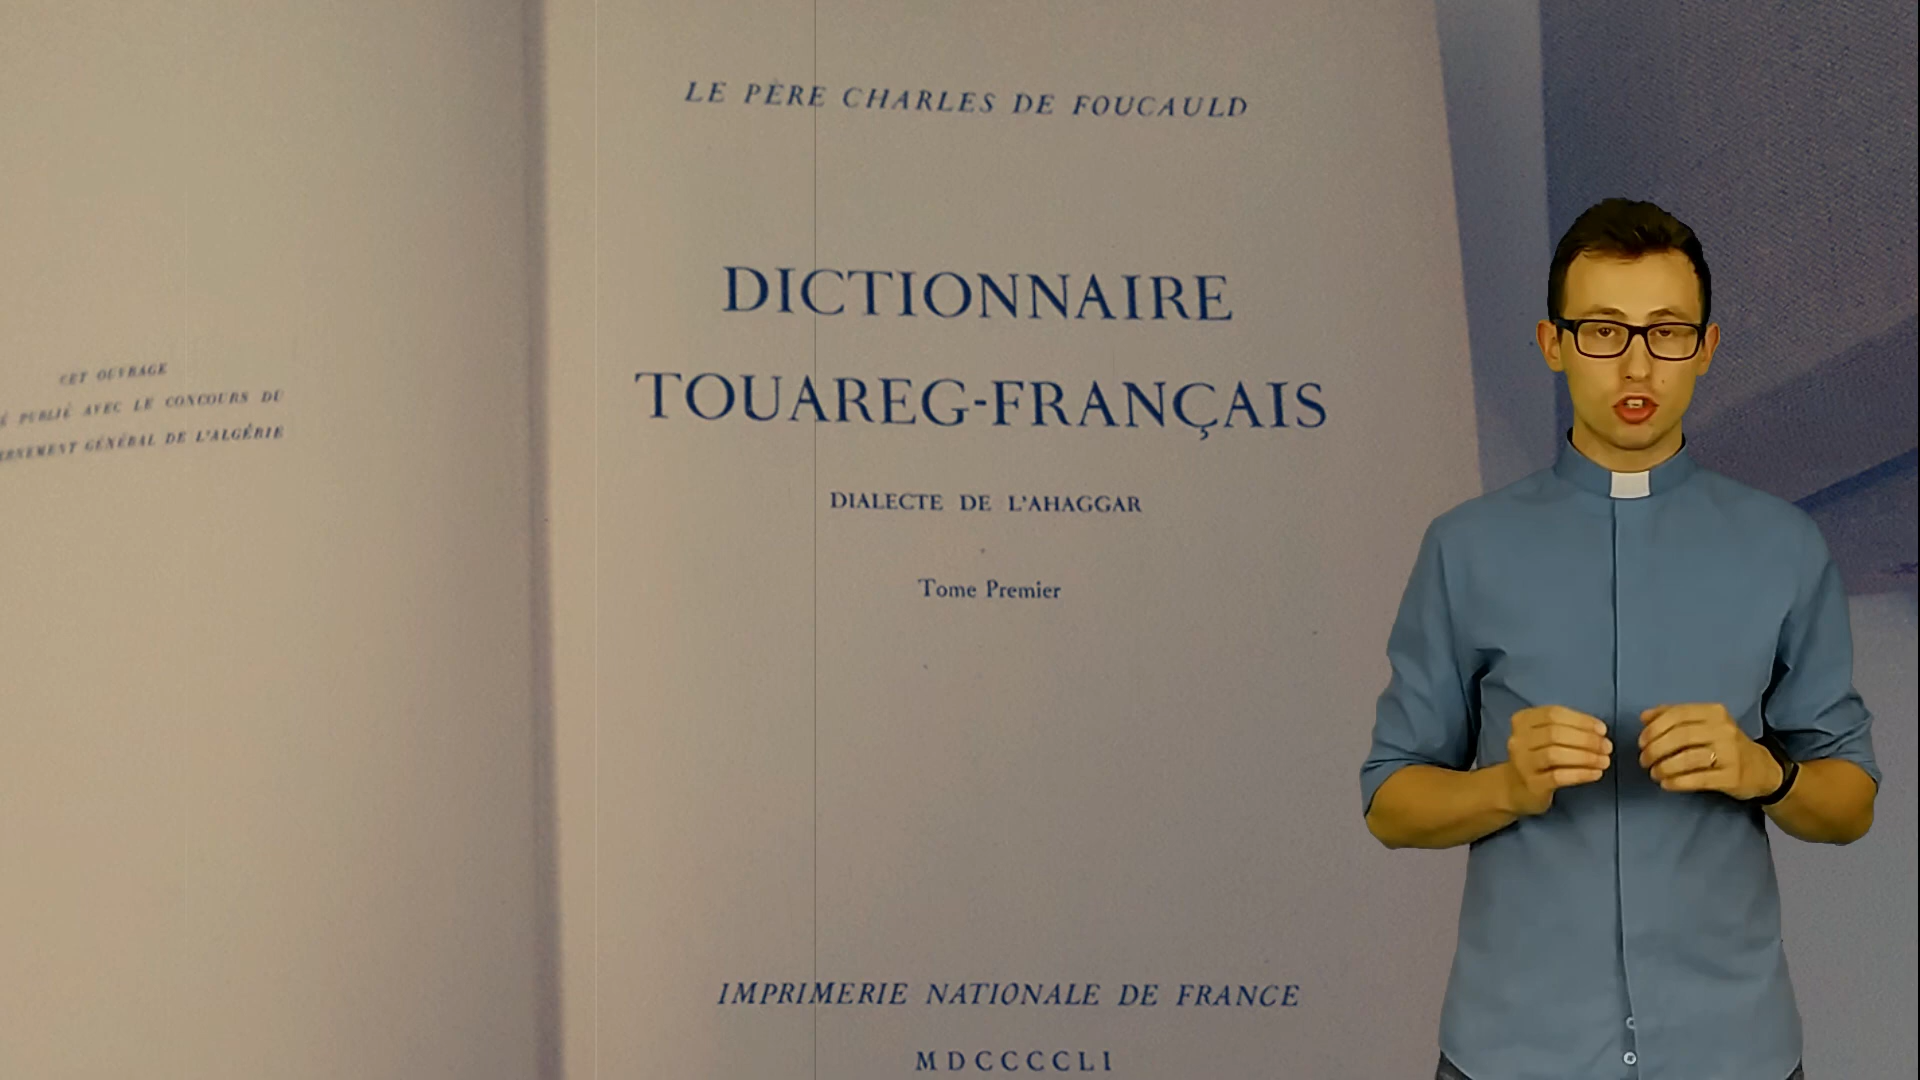 CET OUVRAGE
PUBLIÉ AVEC LE CONCOURS DU
GÉNÉRAL DE L'ALGÉRIE
LE PÈRE CHARLES DE FOUCAULD
DICTIONNAIRE
TOUAREG-FRANÇAIS
DIALECTE DE L'AHAGGAR
Tome Premier
IMPRIMERIE NATIONALE DE FRANCE
MDCCCCLI